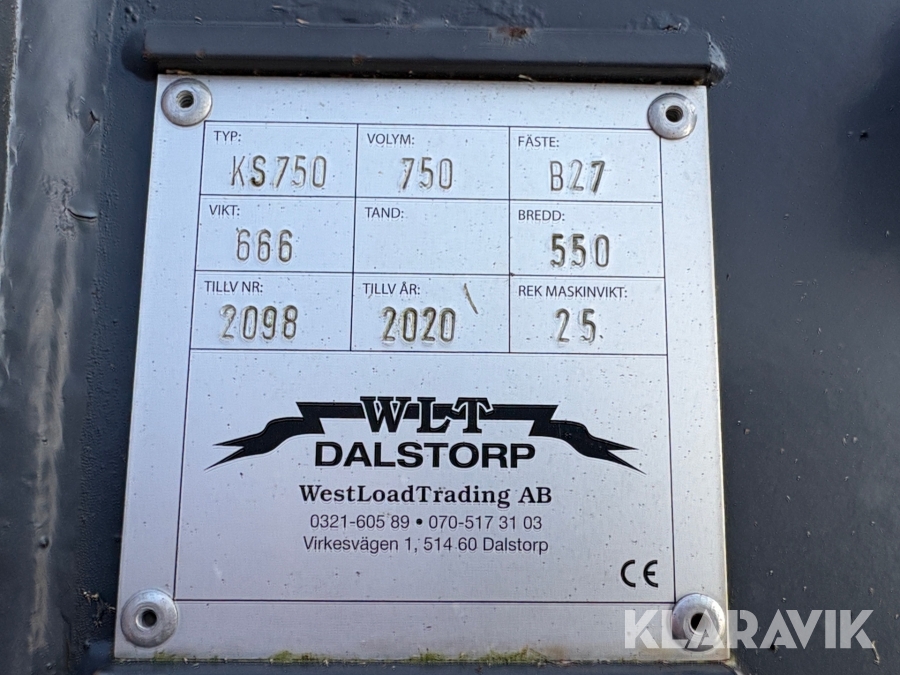 TYP: VOLYM: FÄSTE:
KS750 750 B27
VIKT: TAND: BREDD:
666 550
TILLV NR: TILLV ÅR: REK MASKINVIKT:
2098 2020 25
WLT
DALSTORP
WestLoadTrading AB
0321-605 89 • 070-517 31 03
Virkesvägen 1, 514 60 Dalstorp
CE
KLARAVIK